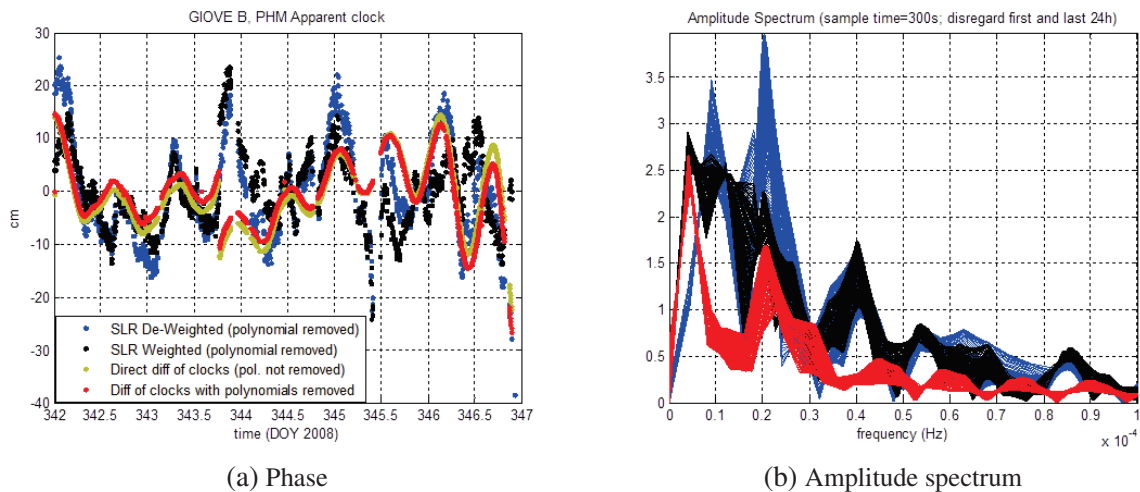 GIOVE B, PHM Apparent clock
30
20
10
0
-10
-20
-30
-40
cm
SLR De-Weighted (polynomial removed)
SLR Weighted (polynomial removed)
Direct diff of clocks (pol. not removed)
Diff of clocks with polynomials removed
342 342.5 343 343.5 344 344.5 345 345.5 346 346.5 347
time (DOY 2008)
(a) Phase
Amplitude Spectrum (sample time=300s; disregard first and last 24h)
3.5
3
2.5
2
1.5
1
0.5
0
0 0.1 0.2 0.3 0.4 0.5 0.6 0.7 0.8 0.9 1
frequency (Hz)
x 10-4
(b) Amplitude spectrum